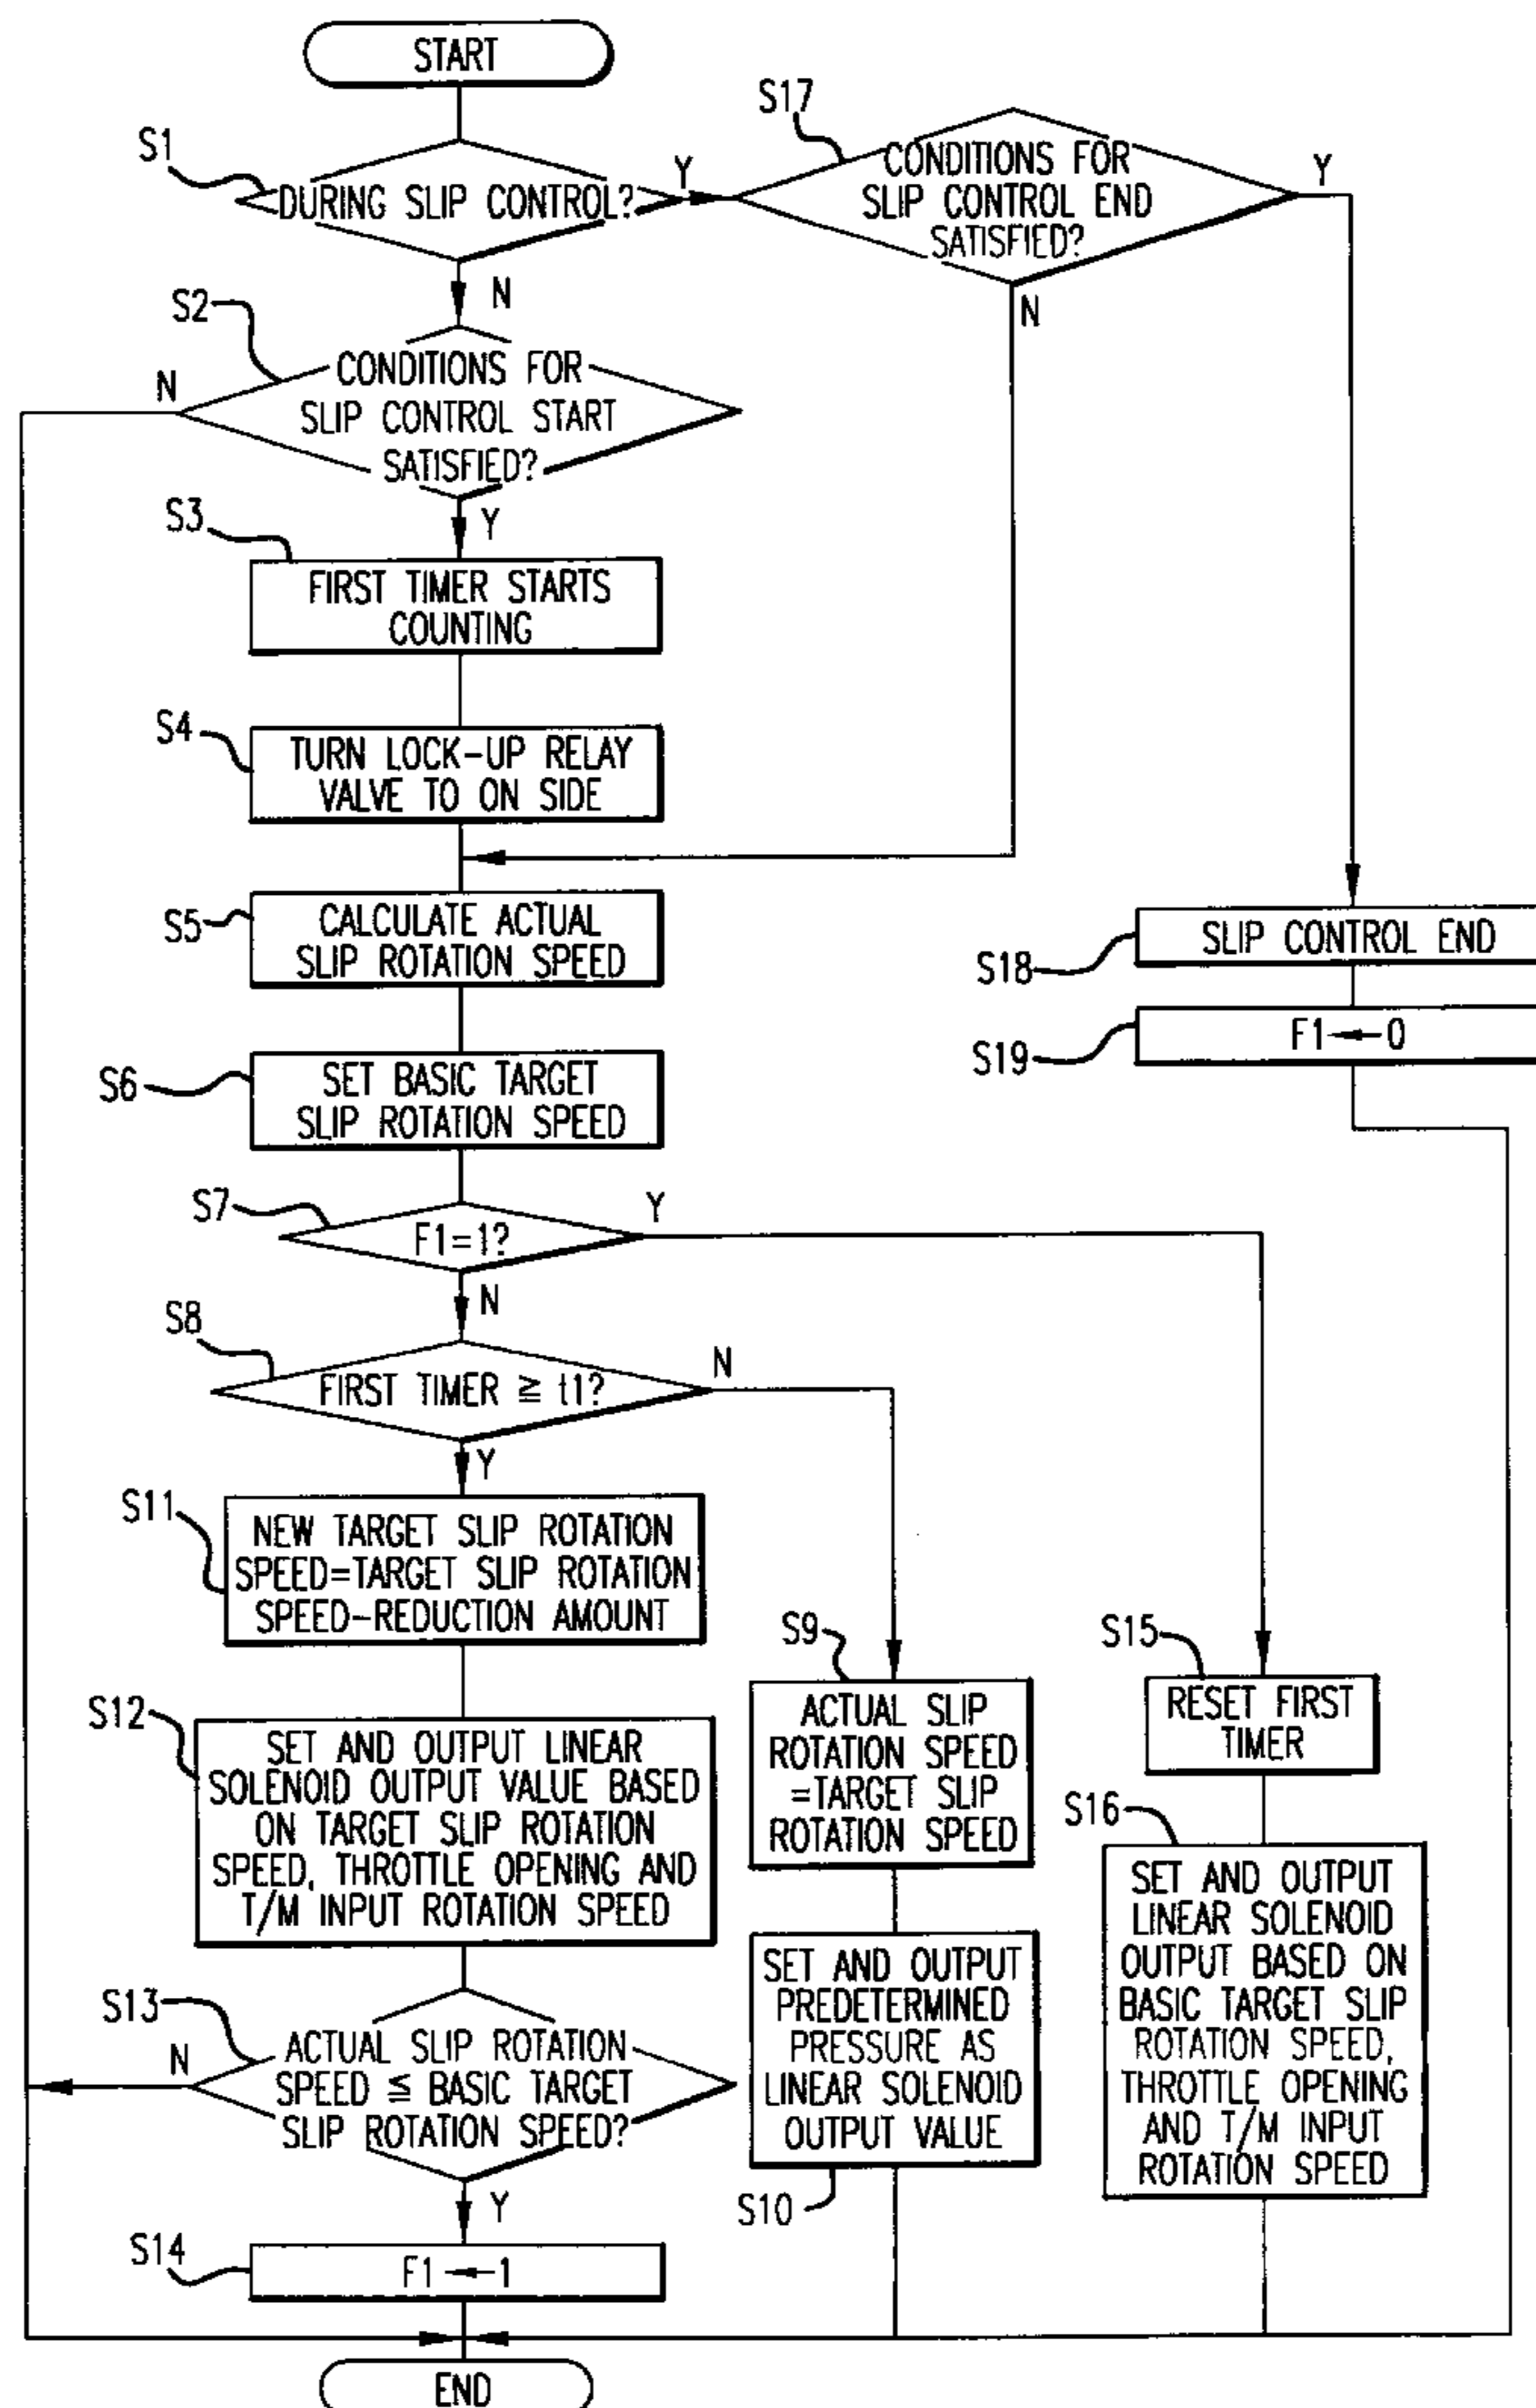 START
S1
DURING SLIP CONTROL?
Y
N
S17
CONDITIONS FOR
SLIP CONTROL END
SATISFIED?
Y
N
S2
CONDITIONS FOR
SLIP CONTROL START
SATISFIED?
N
Y
S3
FIRST TIMER STARTS
COUNTING
S4
TURN LOCK-UP RELAY
VALVE TO ON SIDE
S5
CALCULATE ACTUAL
SLIP ROTATION SPEED
S18
SLIP CONTROL END
S19
F1←0
S6
SET BASIC TARGET
SLIP ROTATION SPEED
S7
F1=1?
Y
N
S8
FIRST TIMER ≧ t1?
N
Y
S11
NEW TARGET SLIP ROTATION
SPEED=TARGET SLIP ROTATION
SPEED-REDUCTION AMOUNT
S12
SET AND OUTPUT LINEAR
SOLENOID OUTPUT VALUE BASED
ON TARGET SLIP ROTATION
SPEED, THROTTLE OPENING AND
T/M INPUT ROTATION SPEED
S13
ACTUAL SLIP ROTATION
SPEED ≦ BASIC TARGET
SLIP ROTATION SPEED?
N
Y
S14
F1←1
S9
ACTUAL SLIP
ROTATION SPEED
=TARGET SLIP
ROTATION SPEED
SET AND OUTPUT
PREDETERMINED
PRESSURE AS
LINEAR SOLENOID
OUTPUT VALUE
S10
S15
RESET FIRST
TIMER
S16
SET AND OUTPUT
LINEAR SOLENOID
OUTPUT BASED ON
BASIC TARGET SLIP
ROTATION SPEED,
THROTTLE OPENING
AND T/M INPUT
ROTATION SPEED
END